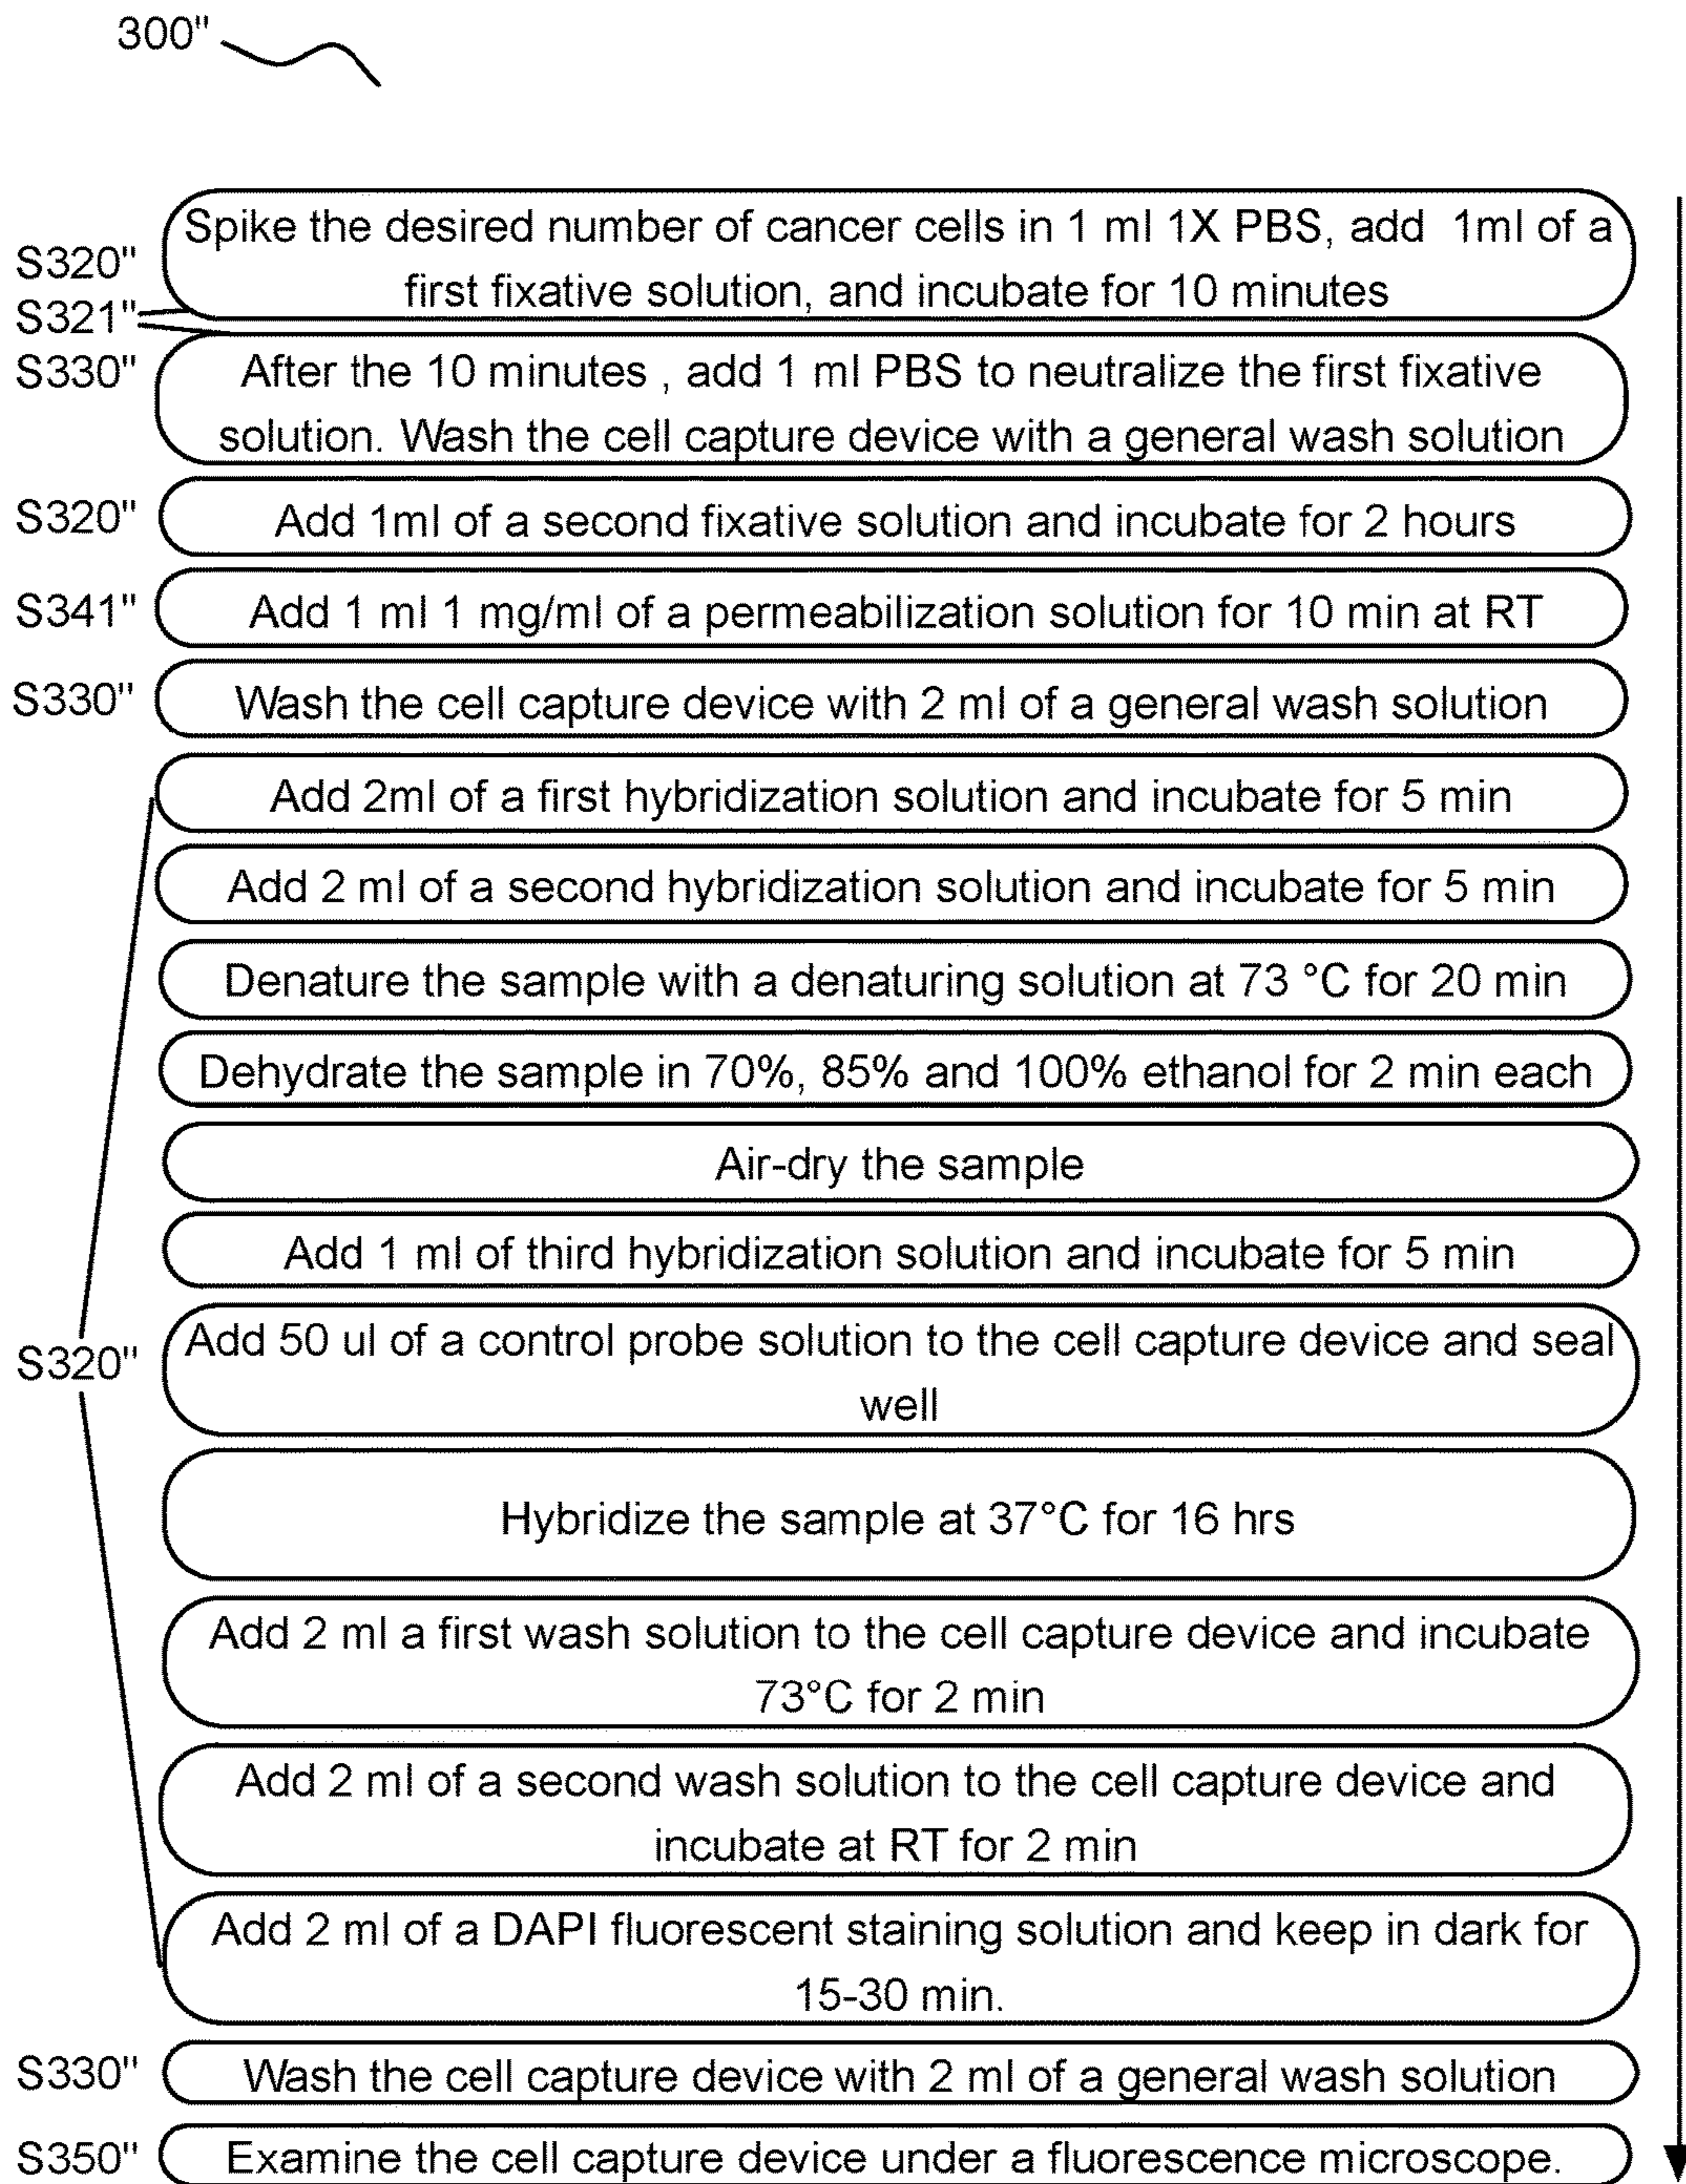 300"
S320"
Spike the desired number of cancer cells in 1 ml 1X PBS, add 1ml of a
first fixative solution, and incubate for 10 minutes
S321"
S330"
After the 10 minutes , add 1 ml PBS to neutralize the first fixative
solution. Wash the cell capture device with a general wash solution
S320"
Add 1ml of a second fixative solution and incubate for 2 hours
S341"
Add 1 ml 1 mg/ml of a permeabilization solution for 10 min at RT
S330"
Wash the cell capture device with 2 ml of a general wash solution
Add 2ml of a first hybridization solution and incubate for 5 min
Add 2 ml of a second hybridization solution and incubate for 5 min
Denature the sample with a denaturing solution at 73 °C for 20 min
Dehydrate the sample in 70%, 85% and 100% ethanol for 2 min each
Air-dry the sample
Add 1 ml of third hybridization solution and incubate for 5 min
S320"
Add 50 ul of a control probe solution to the cell capture device and seal
well
Hybridize the sample at 37°C for 16 hrs
Add 2 ml a first wash solution to the cell capture device and incubate
73°C for 2 min
Add 2 ml of a second wash solution to the cell capture device and
incubate at RT for 2 min
Add 2 ml of a DAPI fluorescent staining solution and keep in dark for
15-30 min.
S330"
Wash the cell capture device with 2 ml of a general wash solution
S350"
Examine the cell capture device under a fluorescence microscope.